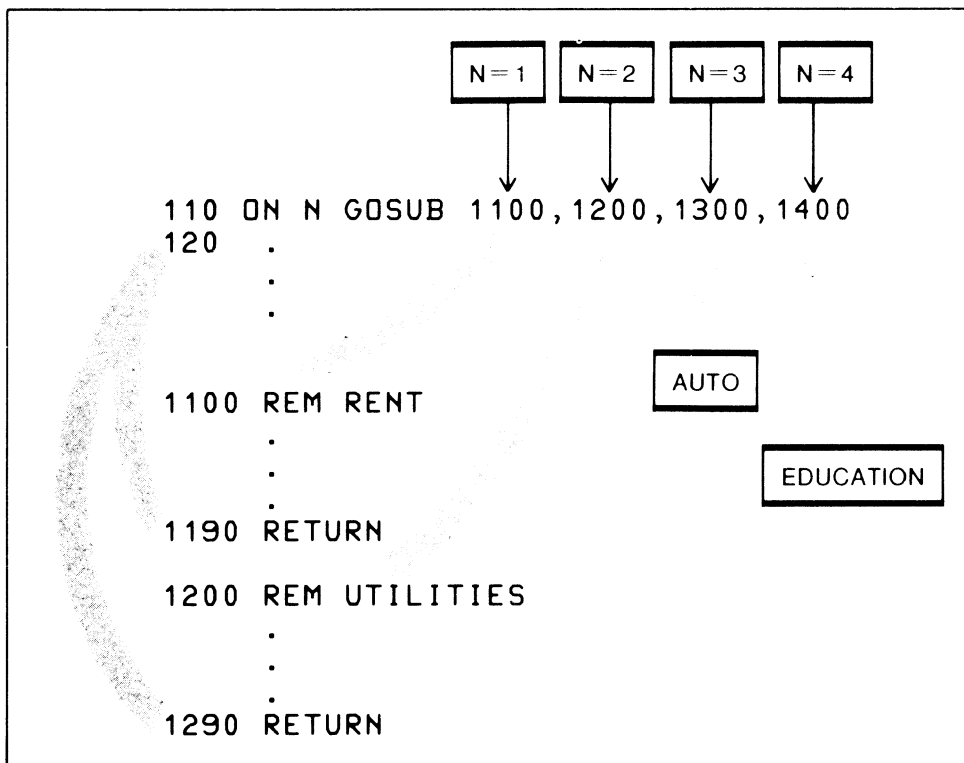 N=1 N=2 N=3 N=4
110 ON N GOSUB 1100,1200,1300,1400
120 .
.
.
AUTO
1100 REM RENT
.
.
.
EDUCATION
1190 RETURN
1200 REM UTILITIES
.
.
.
1290 RETURN